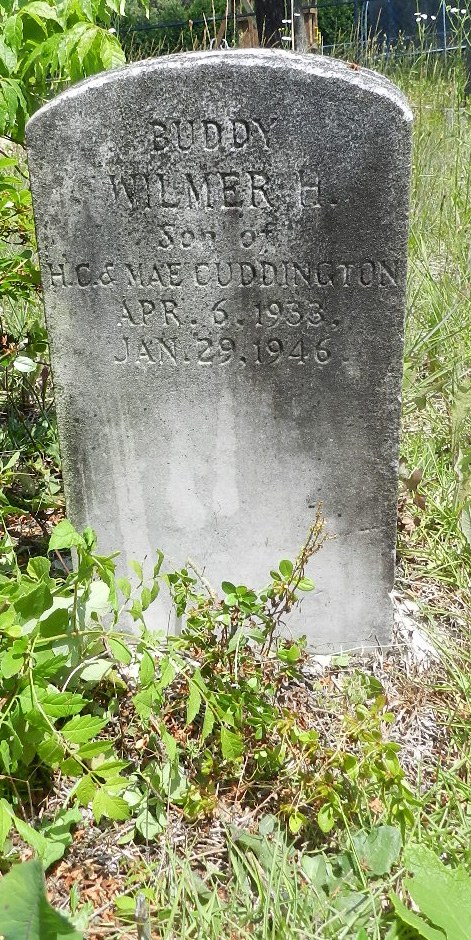 BUDDY
WILMER H.
Son of
H.C. & MAE CUDDINGTON
APR. 6, 1933,
JAN. 29, 1946